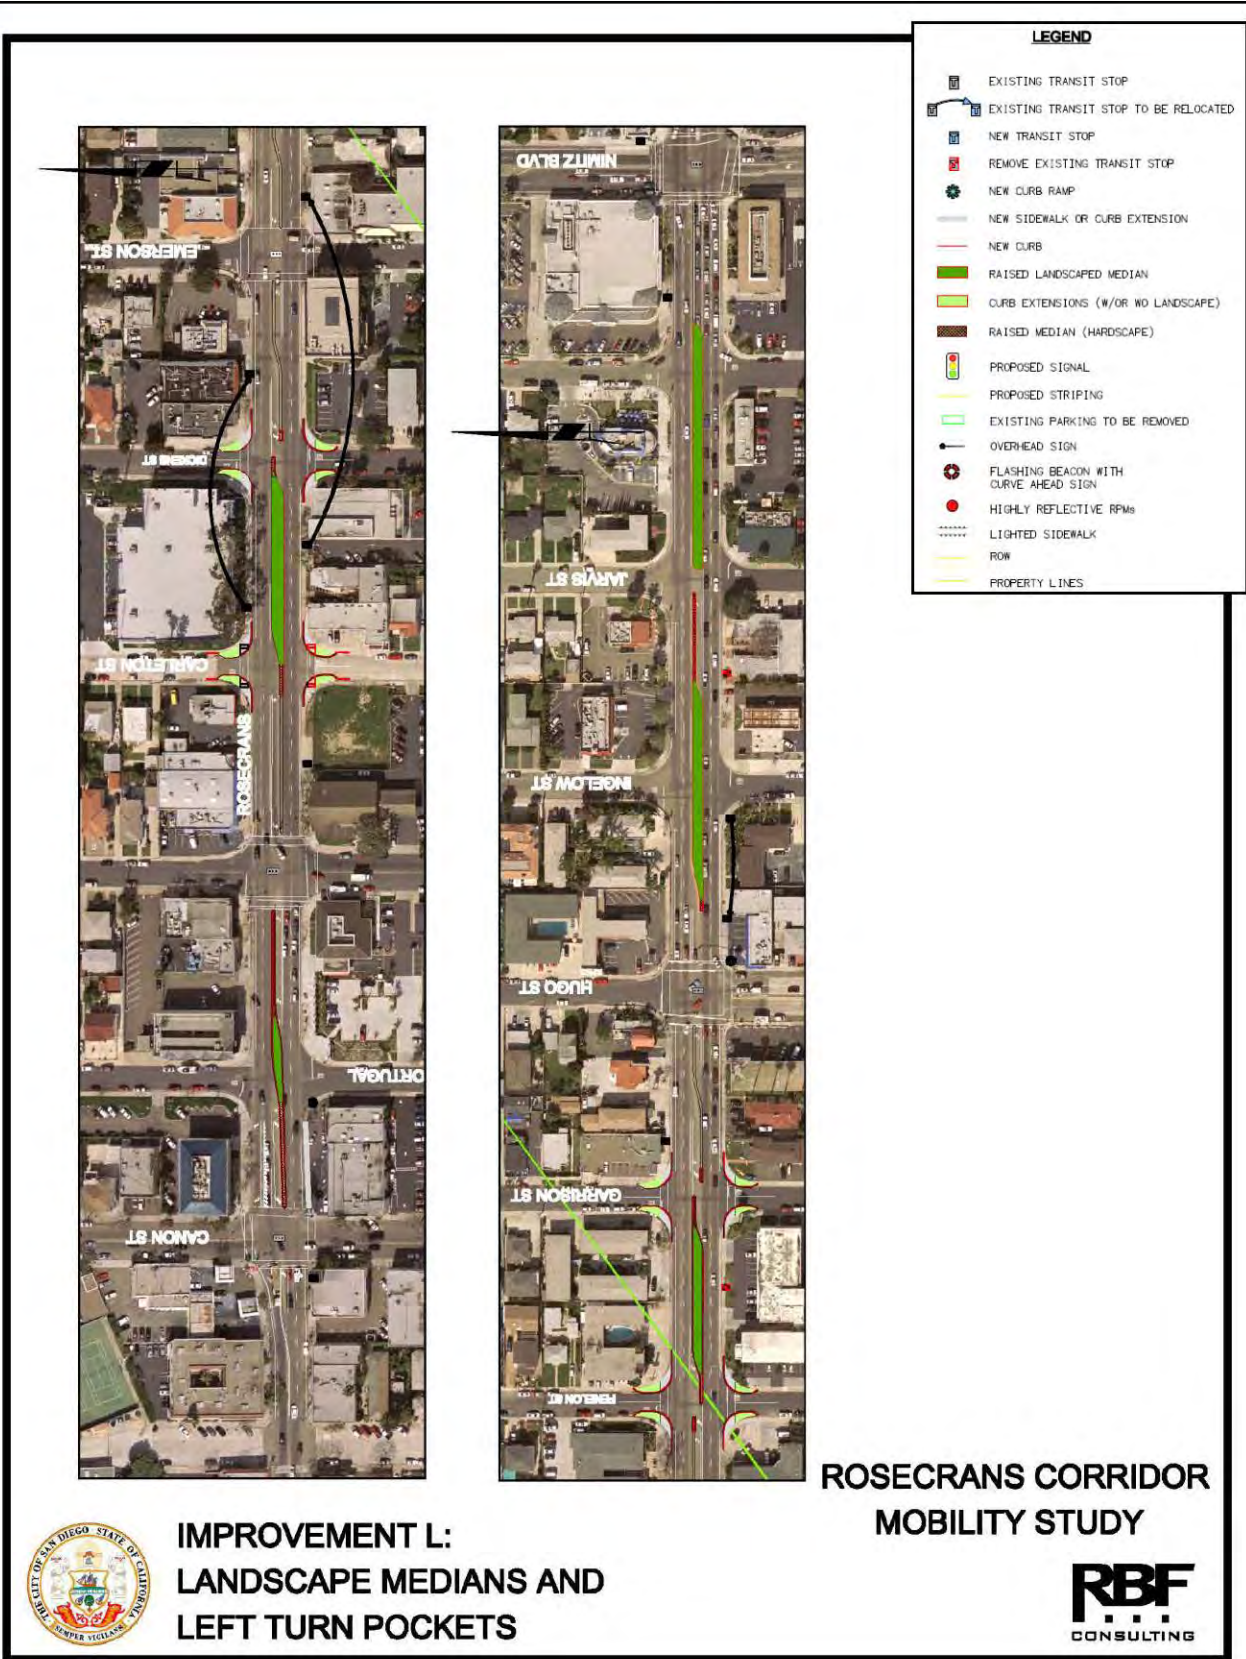 LEGEND
EXISTING TRANSIT STOP
EXISTING TRANSIT STOP TO BE RELOCATED
NEW TRANSIT STOP
REMOVE EXISTING TRANSIT STOP
NEW CURB RAMP
NEW SIDEWALK OR CURB EXTENSION
NEW CURB
RAISED LANDSCAPED MEDIAN
CURB EXTENSIONS (W/OR WO LANDSCAPE)
RAISED MEDIAN (HARDSCAPE)
PROPOSED SIGNAL
PROPOSED STRIPING
EXISTING PARKING TO BE REMOVED
OVERHEAD SIGN
FLASHING BEACON WITH
CURVE AHEAD SIGN
HIGHLY REFLECTIVE RPMs
LIGHTED SIDEWALK
ROW
PROPERTY LINES
EMERSON ST.
DICKENS ST
CARLETON ST
ROSECRANS
ORTUGAL
CANON ST
NIMITZ BLVD
JARVIS ST
INGELOW ST
HUGO ST
GARRISON ST
FENELON ST
ROSECRANS CORRIDOR
MOBILITY STUDY
IMPROVEMENT L:
LANDSCAPE MEDIANS AND
LEFT TURN POCKETS
THE CITY OF SAN DIEGO STATE OF CALIFORNIA
SEMPER VIGILANS
RBF
CONSULTING